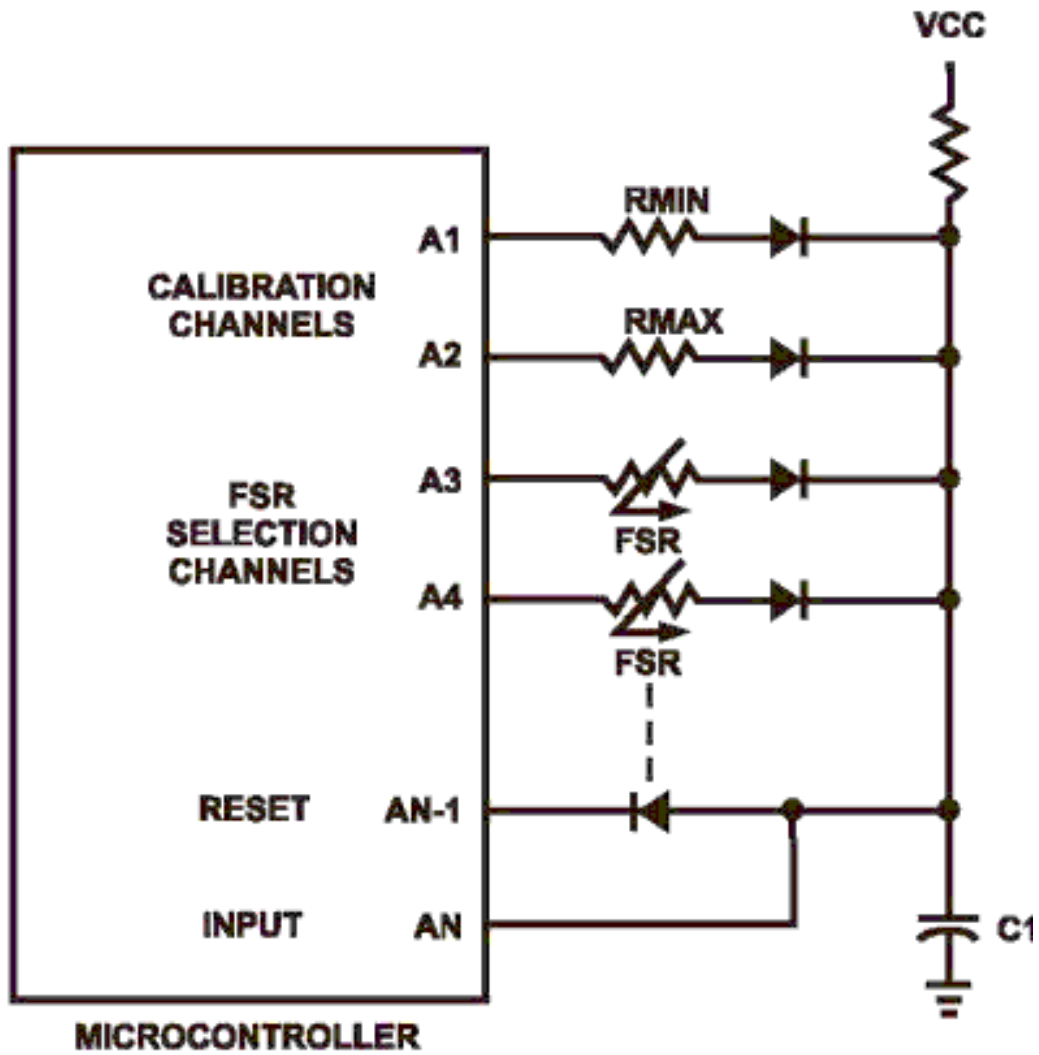 VCC
RMIN
A1
CALIBRATION
CHANNELS
RMAX
A2
A3
FSR
SELECTION
CHANNELS
FSR
A4
FSR
RESET
AN-1
INPUT
AN
C1
MICROCONTROLLER